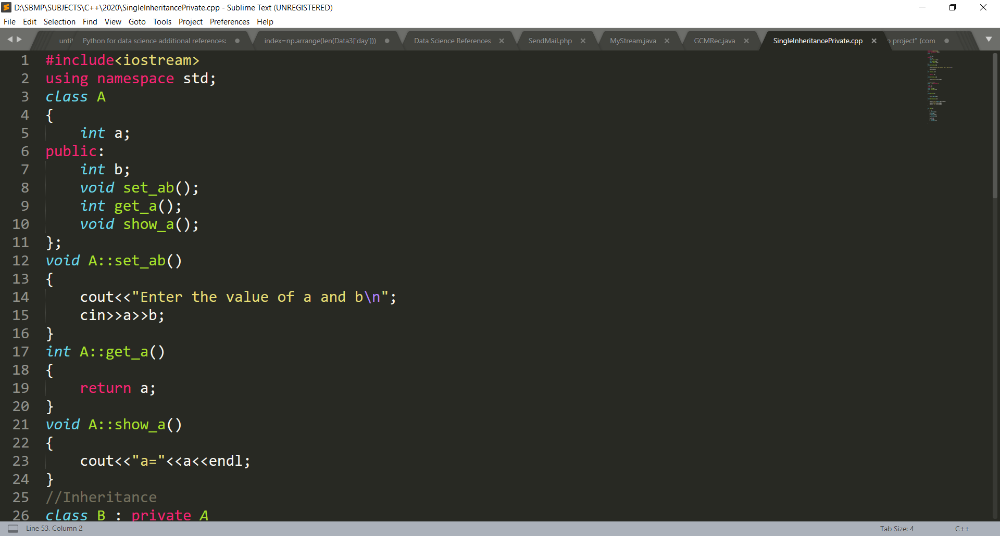 D:\SBMP\SUBJECTS\C++\2020\SingleInheritancePrivate.cpp - Sublime Text (UNREGISTERED)
File Edit Selection Find View Goto Tools Project Preferences Help
Python for data science additional references: index=np.arrange(len(Data3['day'])) Data Science References SendMail.php MyStream.java GCMRec.java SingleInheritancePrivate.cpp project" (com
1 #include<iostream>
2 using namespace std;
3 class A
4 {
5 int a;
6 public:
7 int b;
8 void set_ab();
9 int get_a();
10 void show_a();
11 };
12 void A::set_ab()
13 {
14 cout<<"Enter the value of a and b\n";
15 cin>>a>>b;
16 }
17 int A::get_a()
18 {
19 return a;
20 }
21 void A::show_a()
22 {
23 cout<<"a="<<a<<endl;
24 }
25 //Inheritance
26 class B : private A
Line 53, Column 2 Tab Size: 4 C++